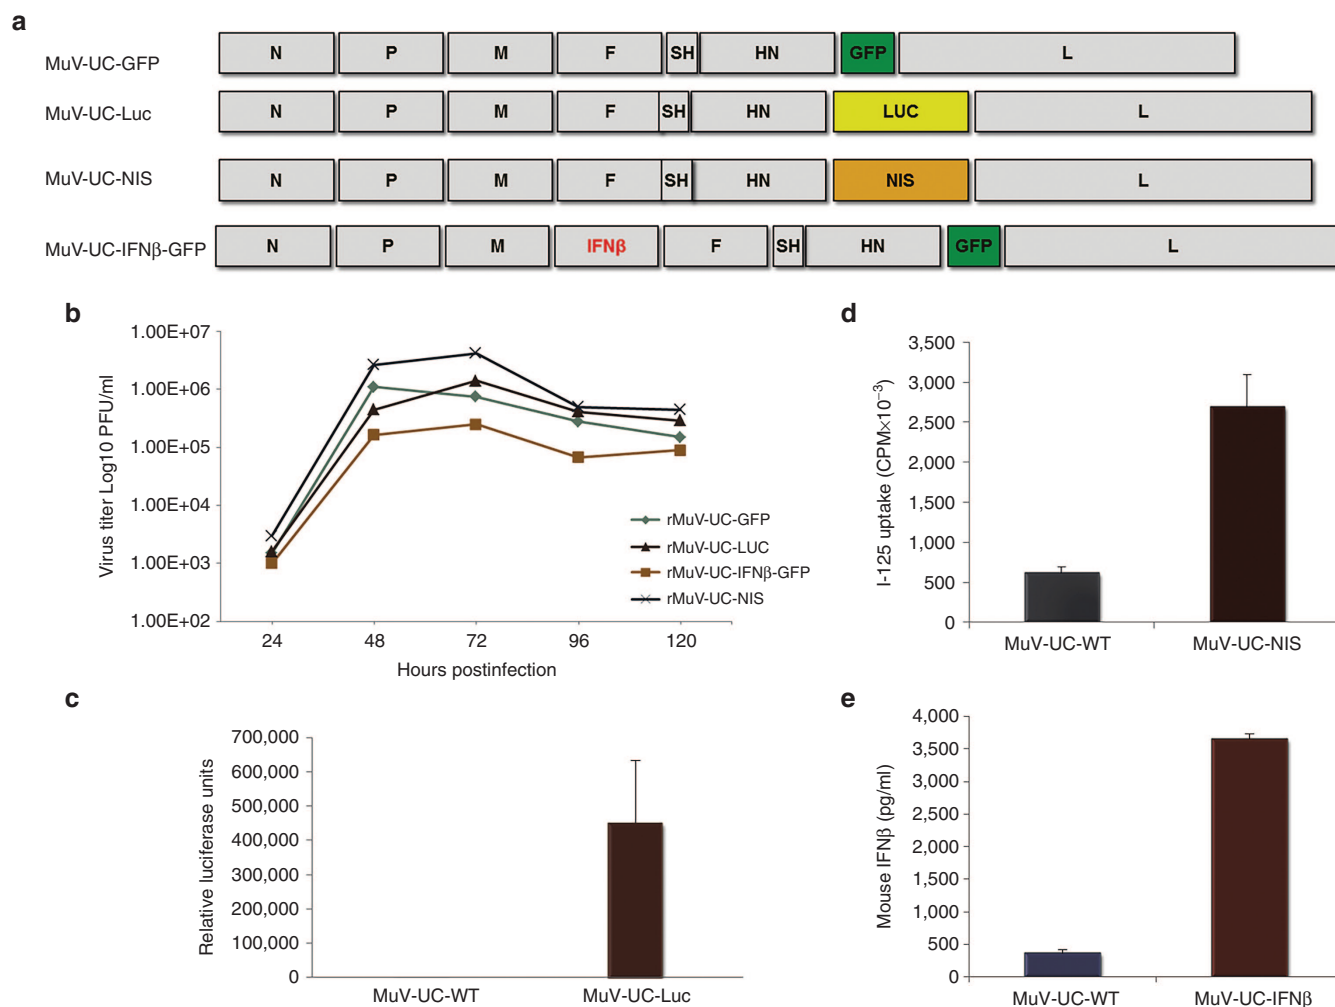 a
MuV-UC-GFP N P M F SH HN GFP L
MuV-UC-Luc N P M F SH HN LUC L
MuV-UC-NIS N P M F SH HN NIS L
MuV-UC-IFNβ-GFP N P M IFNβ F SH HN GFP L
b
Virus titer Log10 PFU/ml
1.00E+07
1.00E+06
1.00E+05
1.00E+04
1.00E+03
1.00E+02
24 48 72 96 120
Hours postinfection
rMuV-UC-GFP
rMuV-UC-LUC
rMuV-UC-IFNβ-GFP
rMuV-UC-NIS
c
Relative luciferase units
700,000
600,000
500,000
400,000
300,000
200,000
100,000
0
MuV-UC-WT MuV-UC-Luc
d
I-125 uptake (CPM×10⁻³)
3,500
3,000
2,500
2,000
1,500
1,000
500
0
MuV-UC-WT MuV-UC-NIS
e
Mouse IFNβ (pg/ml)
4,000
3,500
3,000
2,500
2,000
1,500
1,000
500
0
MuV-UC-WT MuV-UC-IFNβ